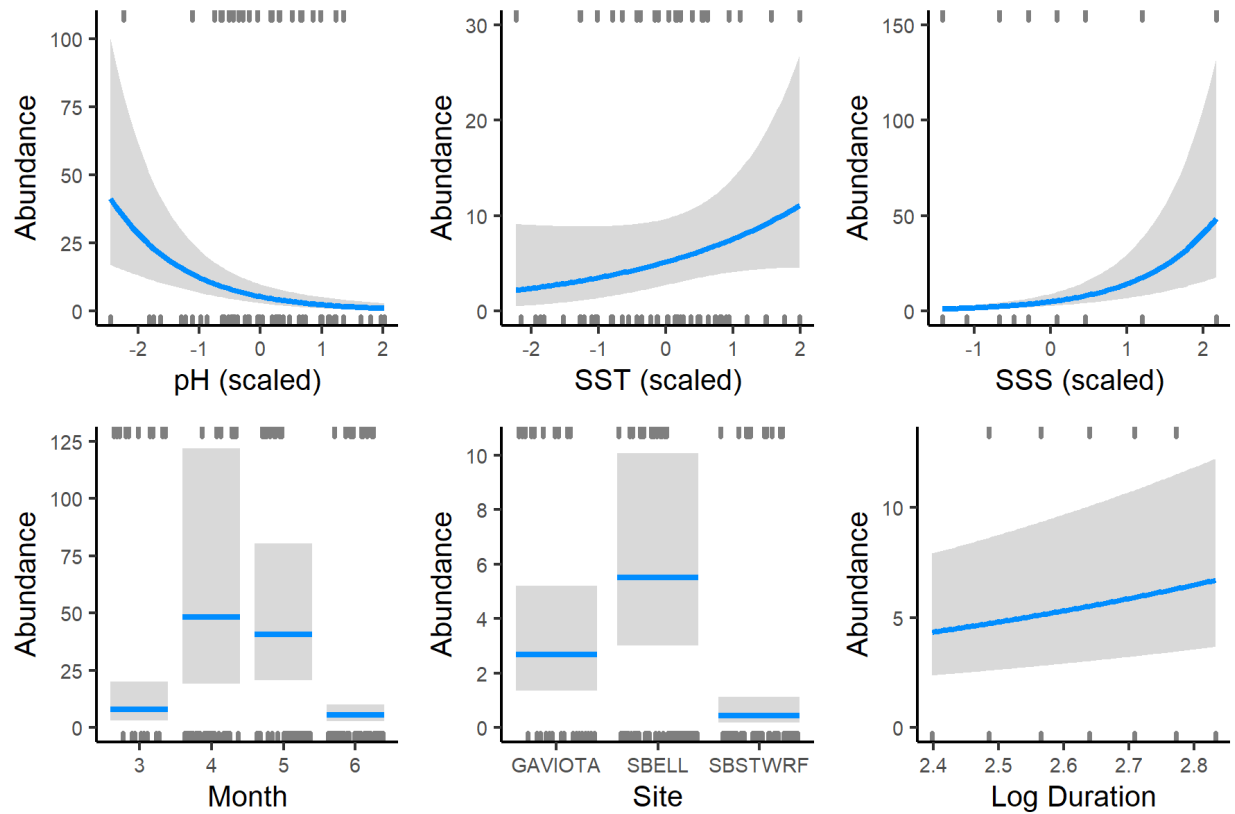 100
75
50
25
0
Abundance
-2 -1 0 1 2
pH (scaled)
30
20
10
0
Abundance
-2 -1 0 1 2
SST (scaled)
150
100
50
0
Abundance
-1 0 1 2
SSS (scaled)
125
100
75
50
25
0
Abundance
3 4 5 6
Month
10
8
6
4
2
0
Abundance
GAVIOTA SBELL SBSTWRF
Site
10
5
0
Abundance
2.4 2.5 2.6 2.7 2.8
Log Duration